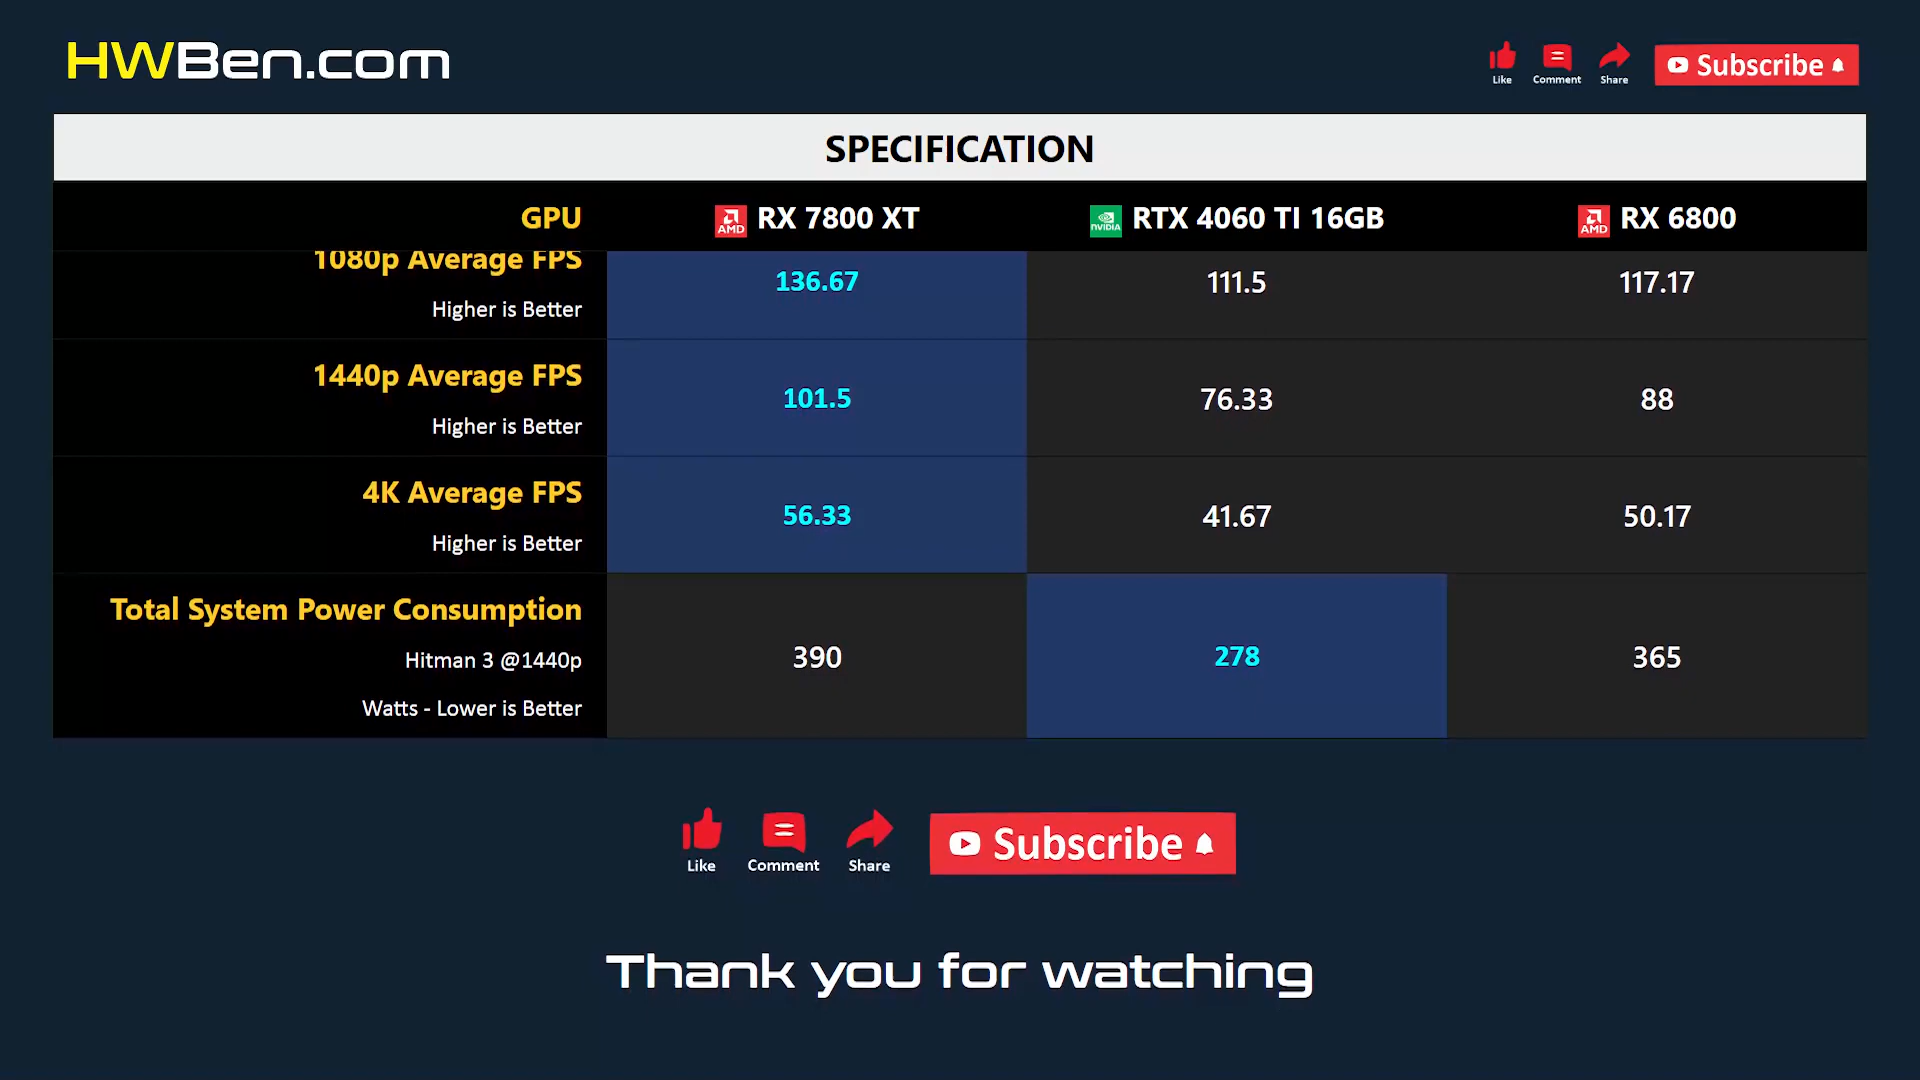 HWBen.com
Like Comment Share Subscribe
SPECIFICATION
GPU AMD RX 7800 XT NVIDIA RTX 4060 TI 16GB AMD RX 6800
1080p Average FPS
Higher is Better
136.67 111.5 117.17
1440p Average FPS
Higher is Better
101.5 76.33 88
4K Average FPS
Higher is Better
56.33 41.67 50.17
Total System Power Consumption
Hitman 3 @1440p
Watts - Lower is Better
390 278 365
Like Comment Share Subscribe
Thank you for watching